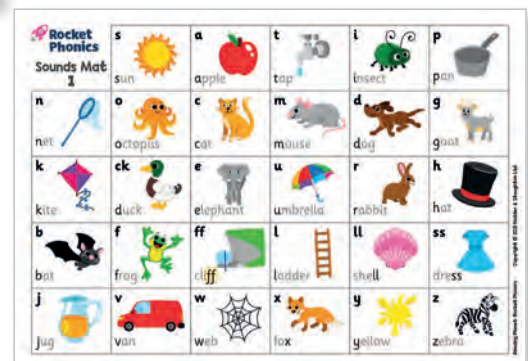 Rocket
Phonics
Sounds Mat
1
s
sun
a
apple
t
tap
i
insect
p
pan
n
net
o
octopus
c
cat
m
mouse
d
dog
g
goat
k
kite
ck
duck
e
elephant
u
umbrella
r
rabbit
h
hat
b
bat
f
frog
ff
cliff
l
ladder
ll
shell
ss
dress
j
jug
v
van
w
web
x
fox
y
yellow
z
zebra